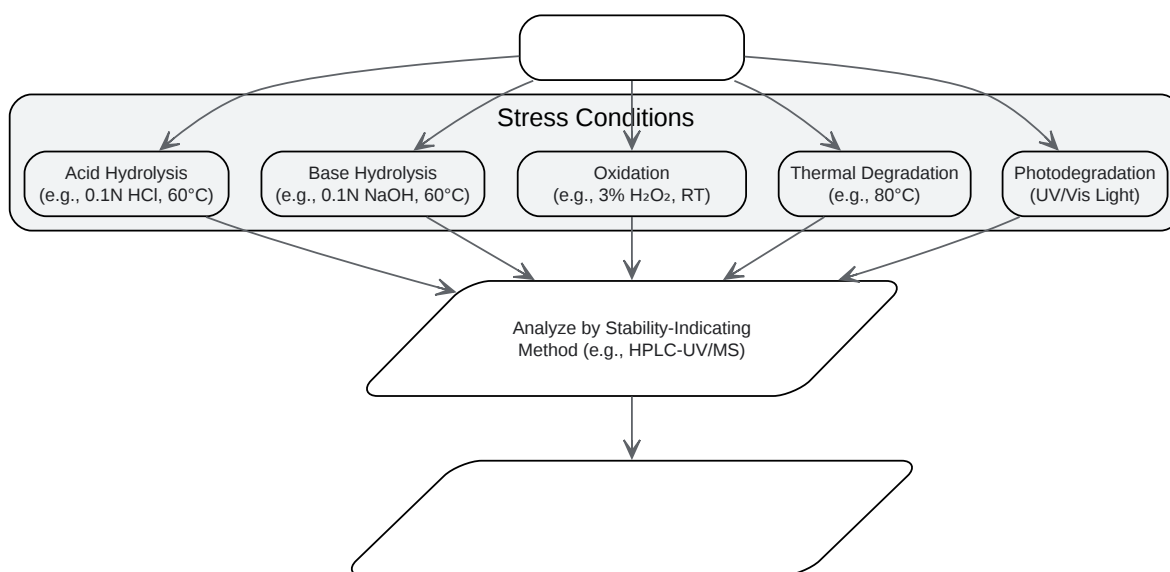 Stress Conditions
Acid Hydrolysis
(e.g., 0.1N HCl, 60°C)
Base Hydrolysis
(e.g., 0.1N NaOH, 60°C)
Oxidation
(e.g., 3% H₂O₂, RT)
Thermal Degradation
(e.g., 80°C)
Photodegradation
(UV/Vis Light)
Analyze by Stability-Indicating
Method (e.g., HPLC-UV/MS)